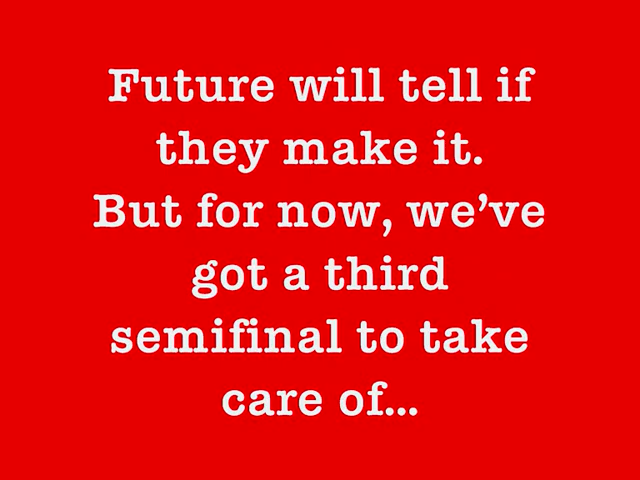 Future will tell if
they make it.
But for now, we’ve
got a third
semifinal to take
care of…